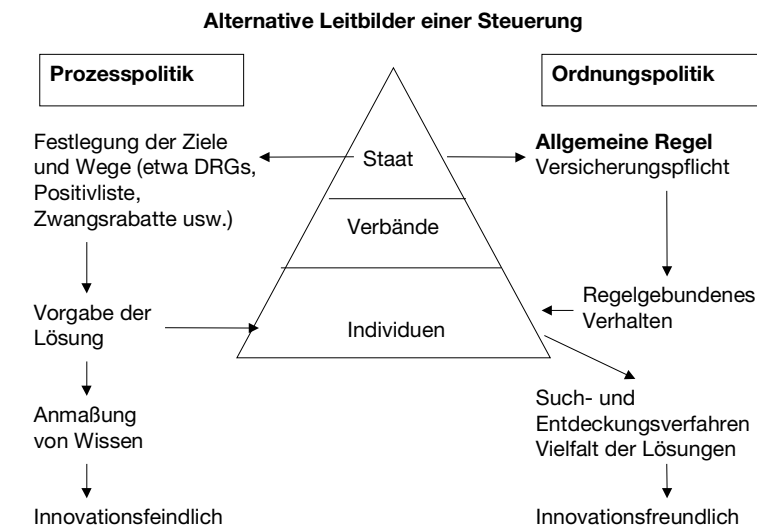 Alternative Leitbilder einer Steuerung
Prozesspolitik
Festlegung der Ziele
und Wege (etwa DRGs,
Positivliste,
Zwangsrabatte usw.)
Vorgabe der
Lösung
Anmaßung
von Wissen
Innovationsfeindlich
Staat
Verbände
Individuen
Ordnungspolitik
Allgemeine Regel
Versicherungspflicht
Regelgebundenes
Verhalten
Such- und
Entdeckungsverfahren
Vielfalt der Lösungen
Innovationsfreundlich